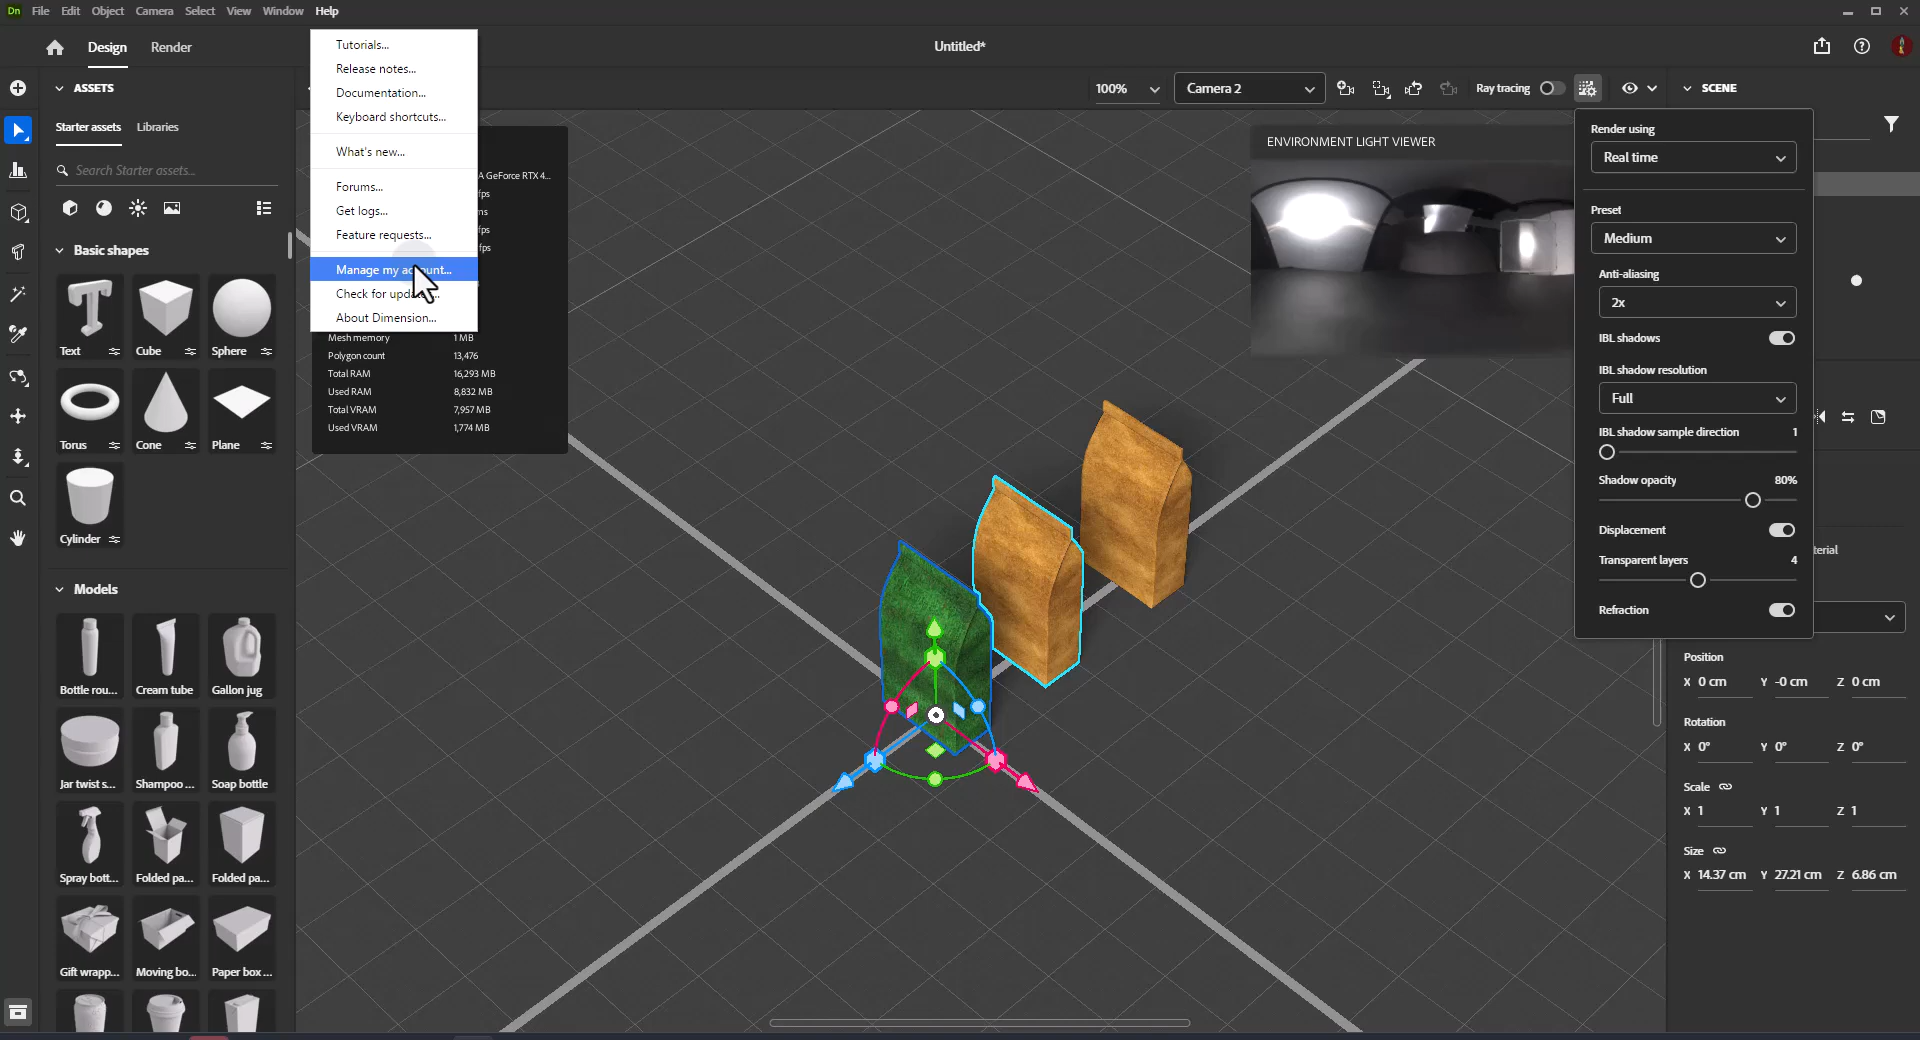 Dn File Edit Object Camera Select View Window Help
Design Render
Untitled*
100% Camera 2 Ray tracing
ASSETS
Starter assets Libraries
Search Starter assets...
Basic shapes
Text Cube Sphere
Torus Cone Plane
Cylinder
Models
Bottle rou... Cream tube Gallon jug
Jar twist s... Shampoo ... Soap bottle
Spray bott... Folded pa... Folded pa...
Gift wrapp... Moving bo... Paper box ...
Tutorials...
Release notes...
Documentation...
Keyboard shortcuts...
What's new...
Forums...
Get logs...
Feature requests...
Manage my
Check for
About Dimension...
A GeForce RTX 4...
fps
ms
fps
fps
Mesh memory 1 MB
Polygon count 13,476
Total RAM 16,293 MB
Used RAM 8,832 MB
Total VRAM 7,957 MB
Used VRAM 1,774 MB
ENVIRONMENT LIGHT VIEWER
Render using
Real time
Preset
Medium
Anti-aliasing
2x
IBL shadows
IBL shadow resolution
Full
IBL shadow sample direction 1
Shadow opacity 80%
Displacement
Transparent layers 4
Refraction
SCENE
terial
Position
X 0 cm Y -0 cm Z 0 cm
Rotation
X 0° Y 0° Z 0°
Scale
X 1 Y 1 Z 1
Size
X 14.37 cm Y 27.21 cm Z 6.86 cm